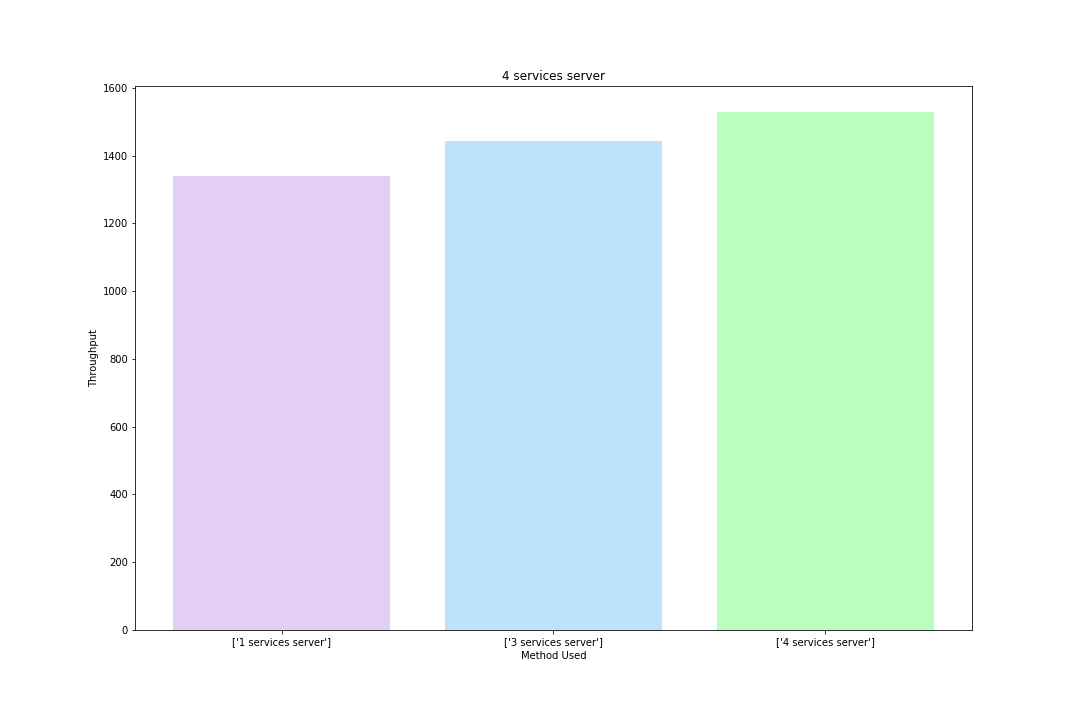 4 services server
1600
1400
1200
1000
800
600
400
200
0
Throughput
['1 services server']
['3 services server']
['4 services server']
Method Used